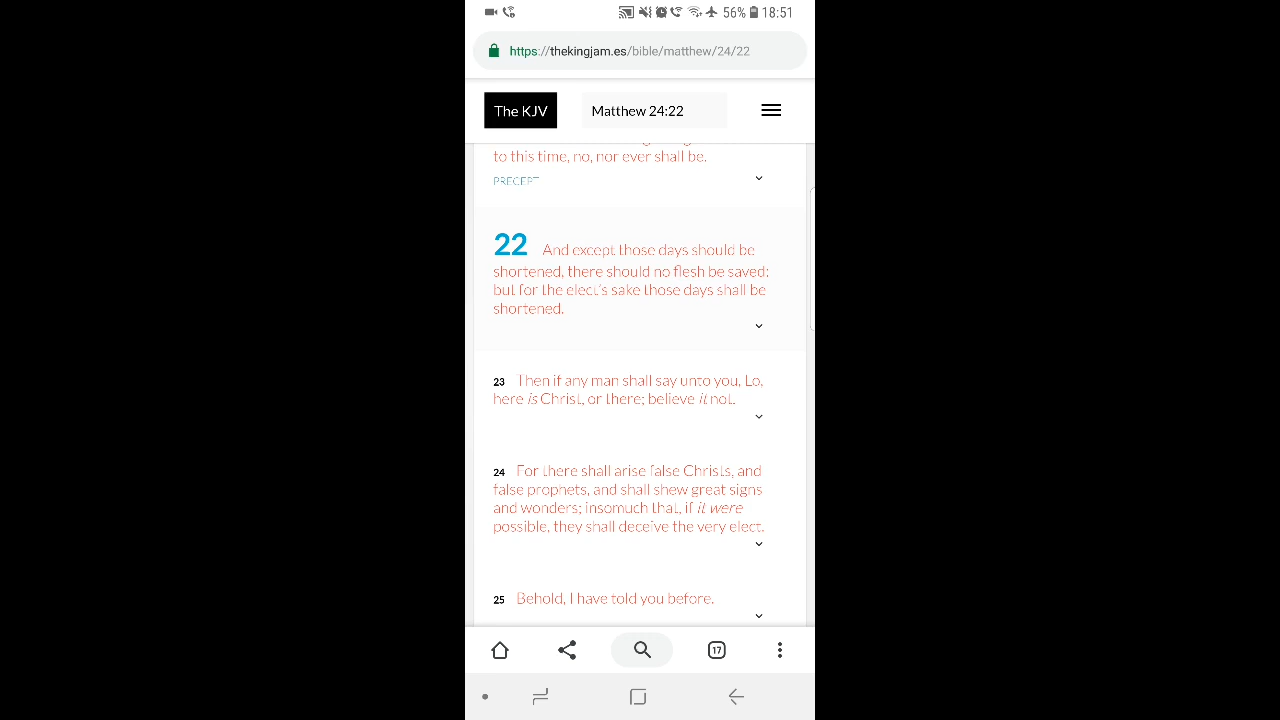 56% 18:51
https://thekingjam.es/bible/matthew/24/22
The KJV Matthew 24:22
to this time, no, nor ever shall be.
PRECEPT
22 And except those days should be
shortened, there should no flesh be saved:
but for the elect's sake those days shall be
shortened.
23 Then if any man shall say unto you, Lo,
here is Christ, or there; believe it not.
24 For there shall arise false Christs, and
false prophets, and shall shew great signs
and wonders; insomuch that, if it were
possible, they shall deceive the very elect.
25 Behold, I have told you before.
17